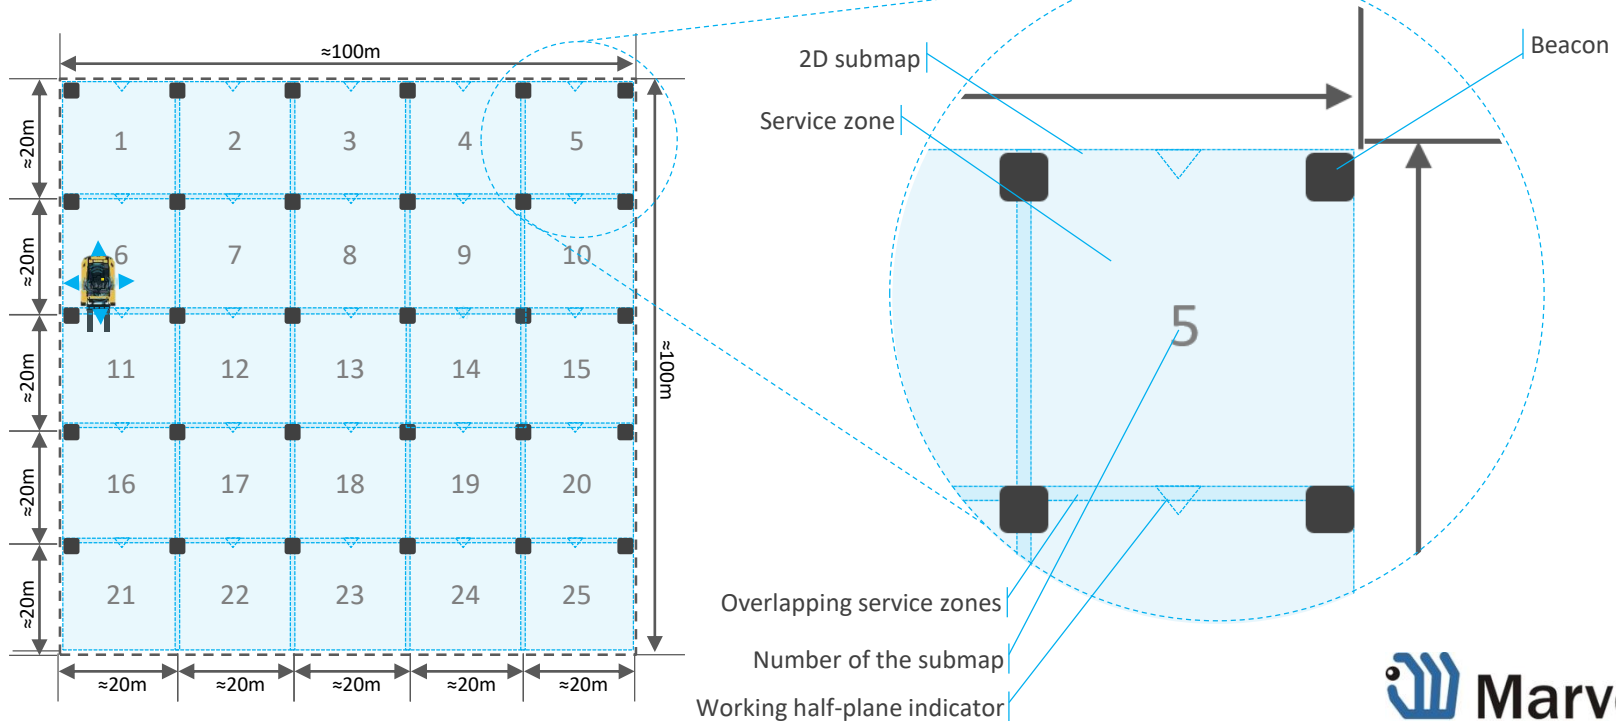 ≈100m
2D submap
Beacon
Service zone
≈20m
1 2 3 4 5
≈20m
6 7 8 9 10
≈20m
11 12 13 14 15
≈100m
≈20m
16 17 18 19 20
≈20m
21 22 23 24 25
≈20m ≈20m ≈20m ≈20m ≈20m
5
Overlapping service zones
Number of the submap
Working half-plane indicator